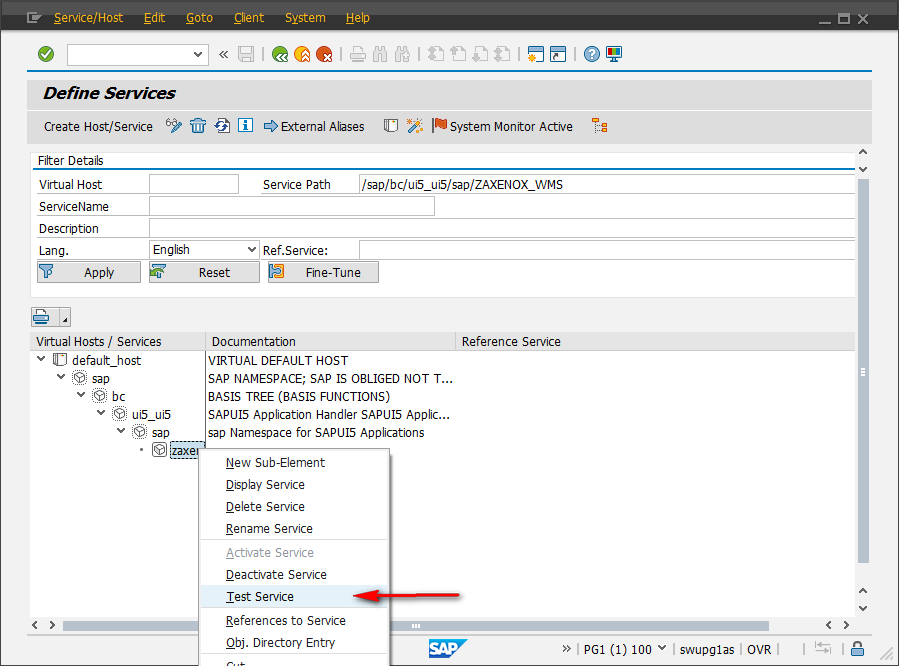 Service/Host Edit Goto Client System Help
Define Services
Create Host/Service External Aliases System Monitor Active
Filter Details
Virtual Host Service Path /sap/bc/ui5_ui5/sap/ZAXENOX_WMS
ServiceName
Description
Lang. English Ref.Service:
Apply Reset Fine-Tune
Virtual Hosts / Services Documentation Reference Service
default_host VIRTUAL DEFAULT HOST
sap SAP NAMESPACE; SAP IS OBLIGED NOT T...
bc BASIS TREE (BASIS FUNCTIONS)
ui5_ui5 SAPUI5 Application Handler SAPUI5 Applic...
sap sap Namespace for SAPUI5 Applications
zaxen
New Sub-Element
Display Service
Delete Service
Rename Service
Activate Service
Deactivate Service
Test Service
References to Service
Obj. Directory Entry
Cut
SAP PG1 (1) 100 swupg1as OVR